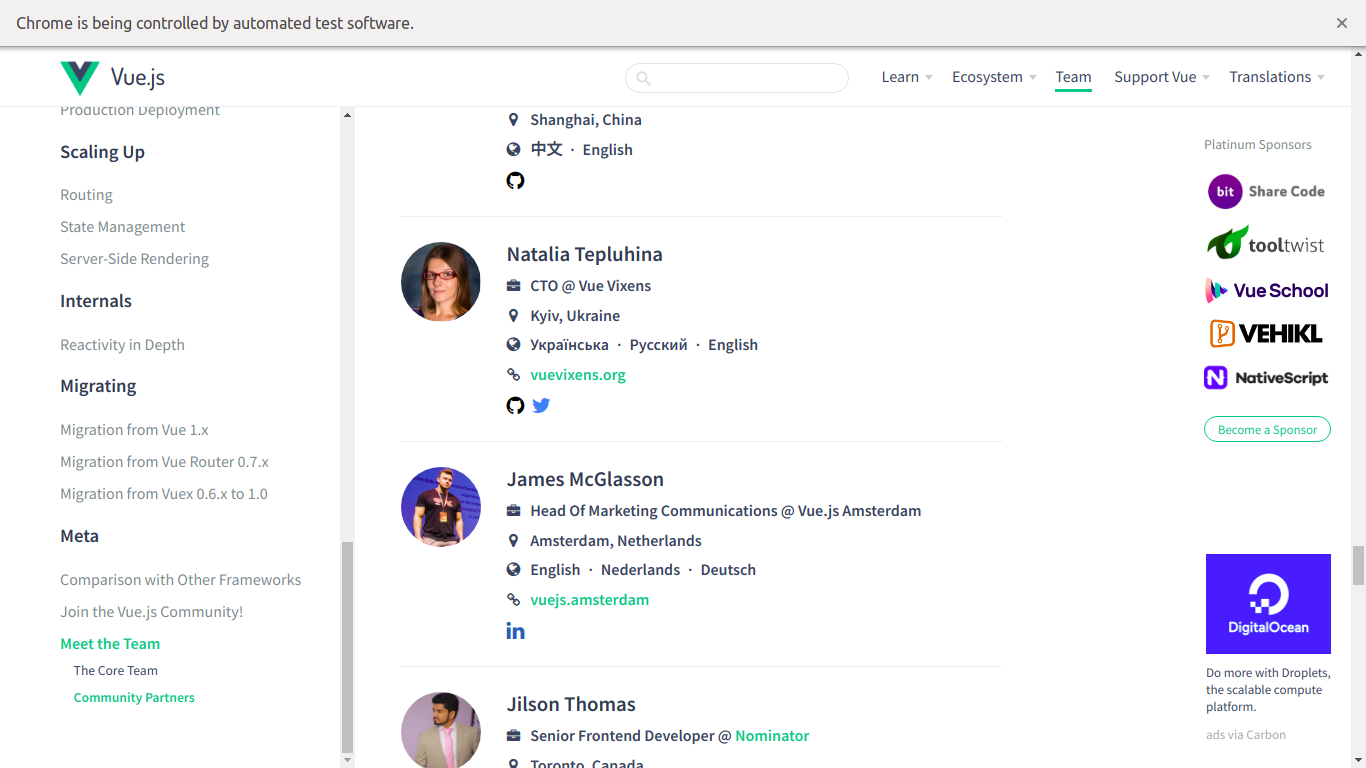 Chrome is being controlled by automated test software.
Vue.js
Learn
Ecosystem
Team
Support Vue
Translations
Production Deployment
Scaling Up
Routing
State Management
Server-Side Rendering
Internals
Reactivity in Depth
Migrating
Migration from Vue 1.x
Migration from Vue Router 0.7.x
Migration from Vuex 0.6.x to 1.0
Meta
Comparison with Other Frameworks
Join the Vue.js Community!
Meet the Team
The Core Team
Community Partners
Shanghai, China
中文 · English
Natalia Tepluhina
CTO @ Vue Vixens
Kyiv, Ukraine
Українська · Русский · English
vuevixens.org
James McGlasson
Head Of Marketing Communications @ Vue.js Amsterdam
Amsterdam, Netherlands
English · Nederlands · Deutsch
vuejs.amsterdam
in
Jilson Thomas
Senior Frontend Developer @ Nominator
Toronto, Canada
Platinum Sponsors
bit Share Code
tooltwist
Vue School
VEHIKL
NativeScript
Become a Sponsor
DigitalOcean
Do more with Droplets,
the scalable compute
platform.
ads via Carbon